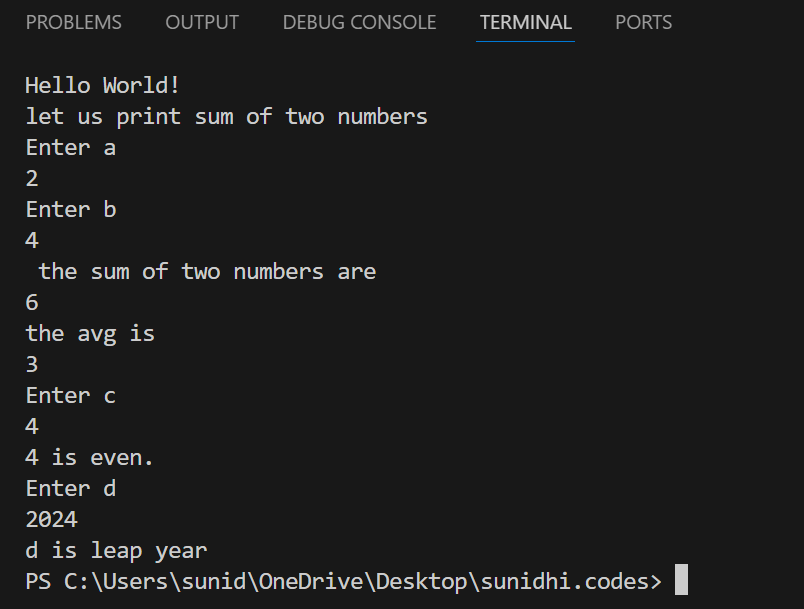 PROBLEMS OUTPUT DEBUG CONSOLE TERMINAL PORTS
Hello World!
let us print sum of two numbers
Enter a
2
Enter b
4
 the sum of two numbers are
6
the avg is
3
Enter c
4
4 is even.
Enter d
2024
d is leap year
PS C:\Users\sunid\OneDrive\Desktop\sunidhi.codes>